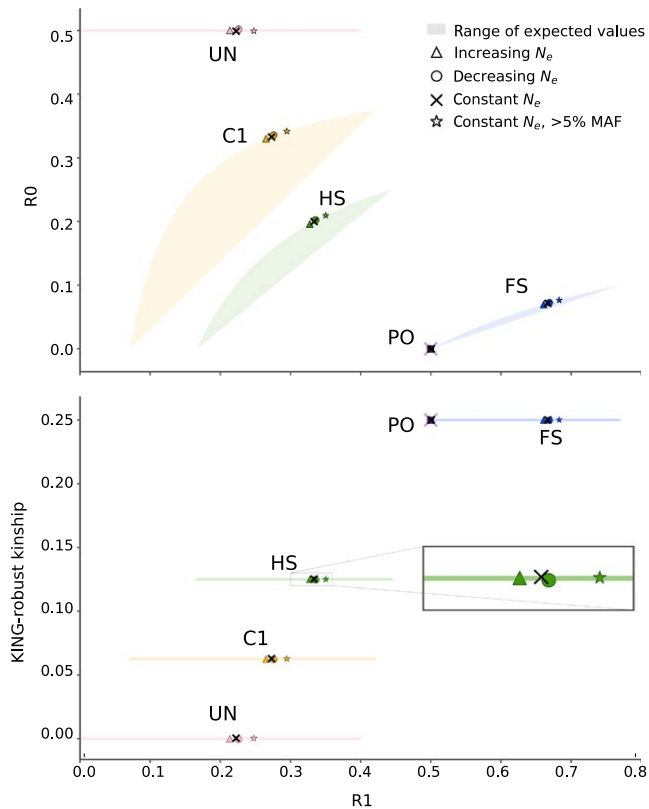 0.5
0.4
0.3
0.2
0.1
0.0
R0
UN
C1
HS
FS
PO
Range of expected values
Increasing Nₑ
Decreasing Nₑ
Constant Nₑ
Constant Nₑ, >5% MAF
0.25
0.20
0.15
0.10
0.05
0.00
KING-robust kinship
PO
FS
HS
C1
UN
0.0 0.1 0.2 0.3 0.4 0.5 0.6 0.7 0.8
R1